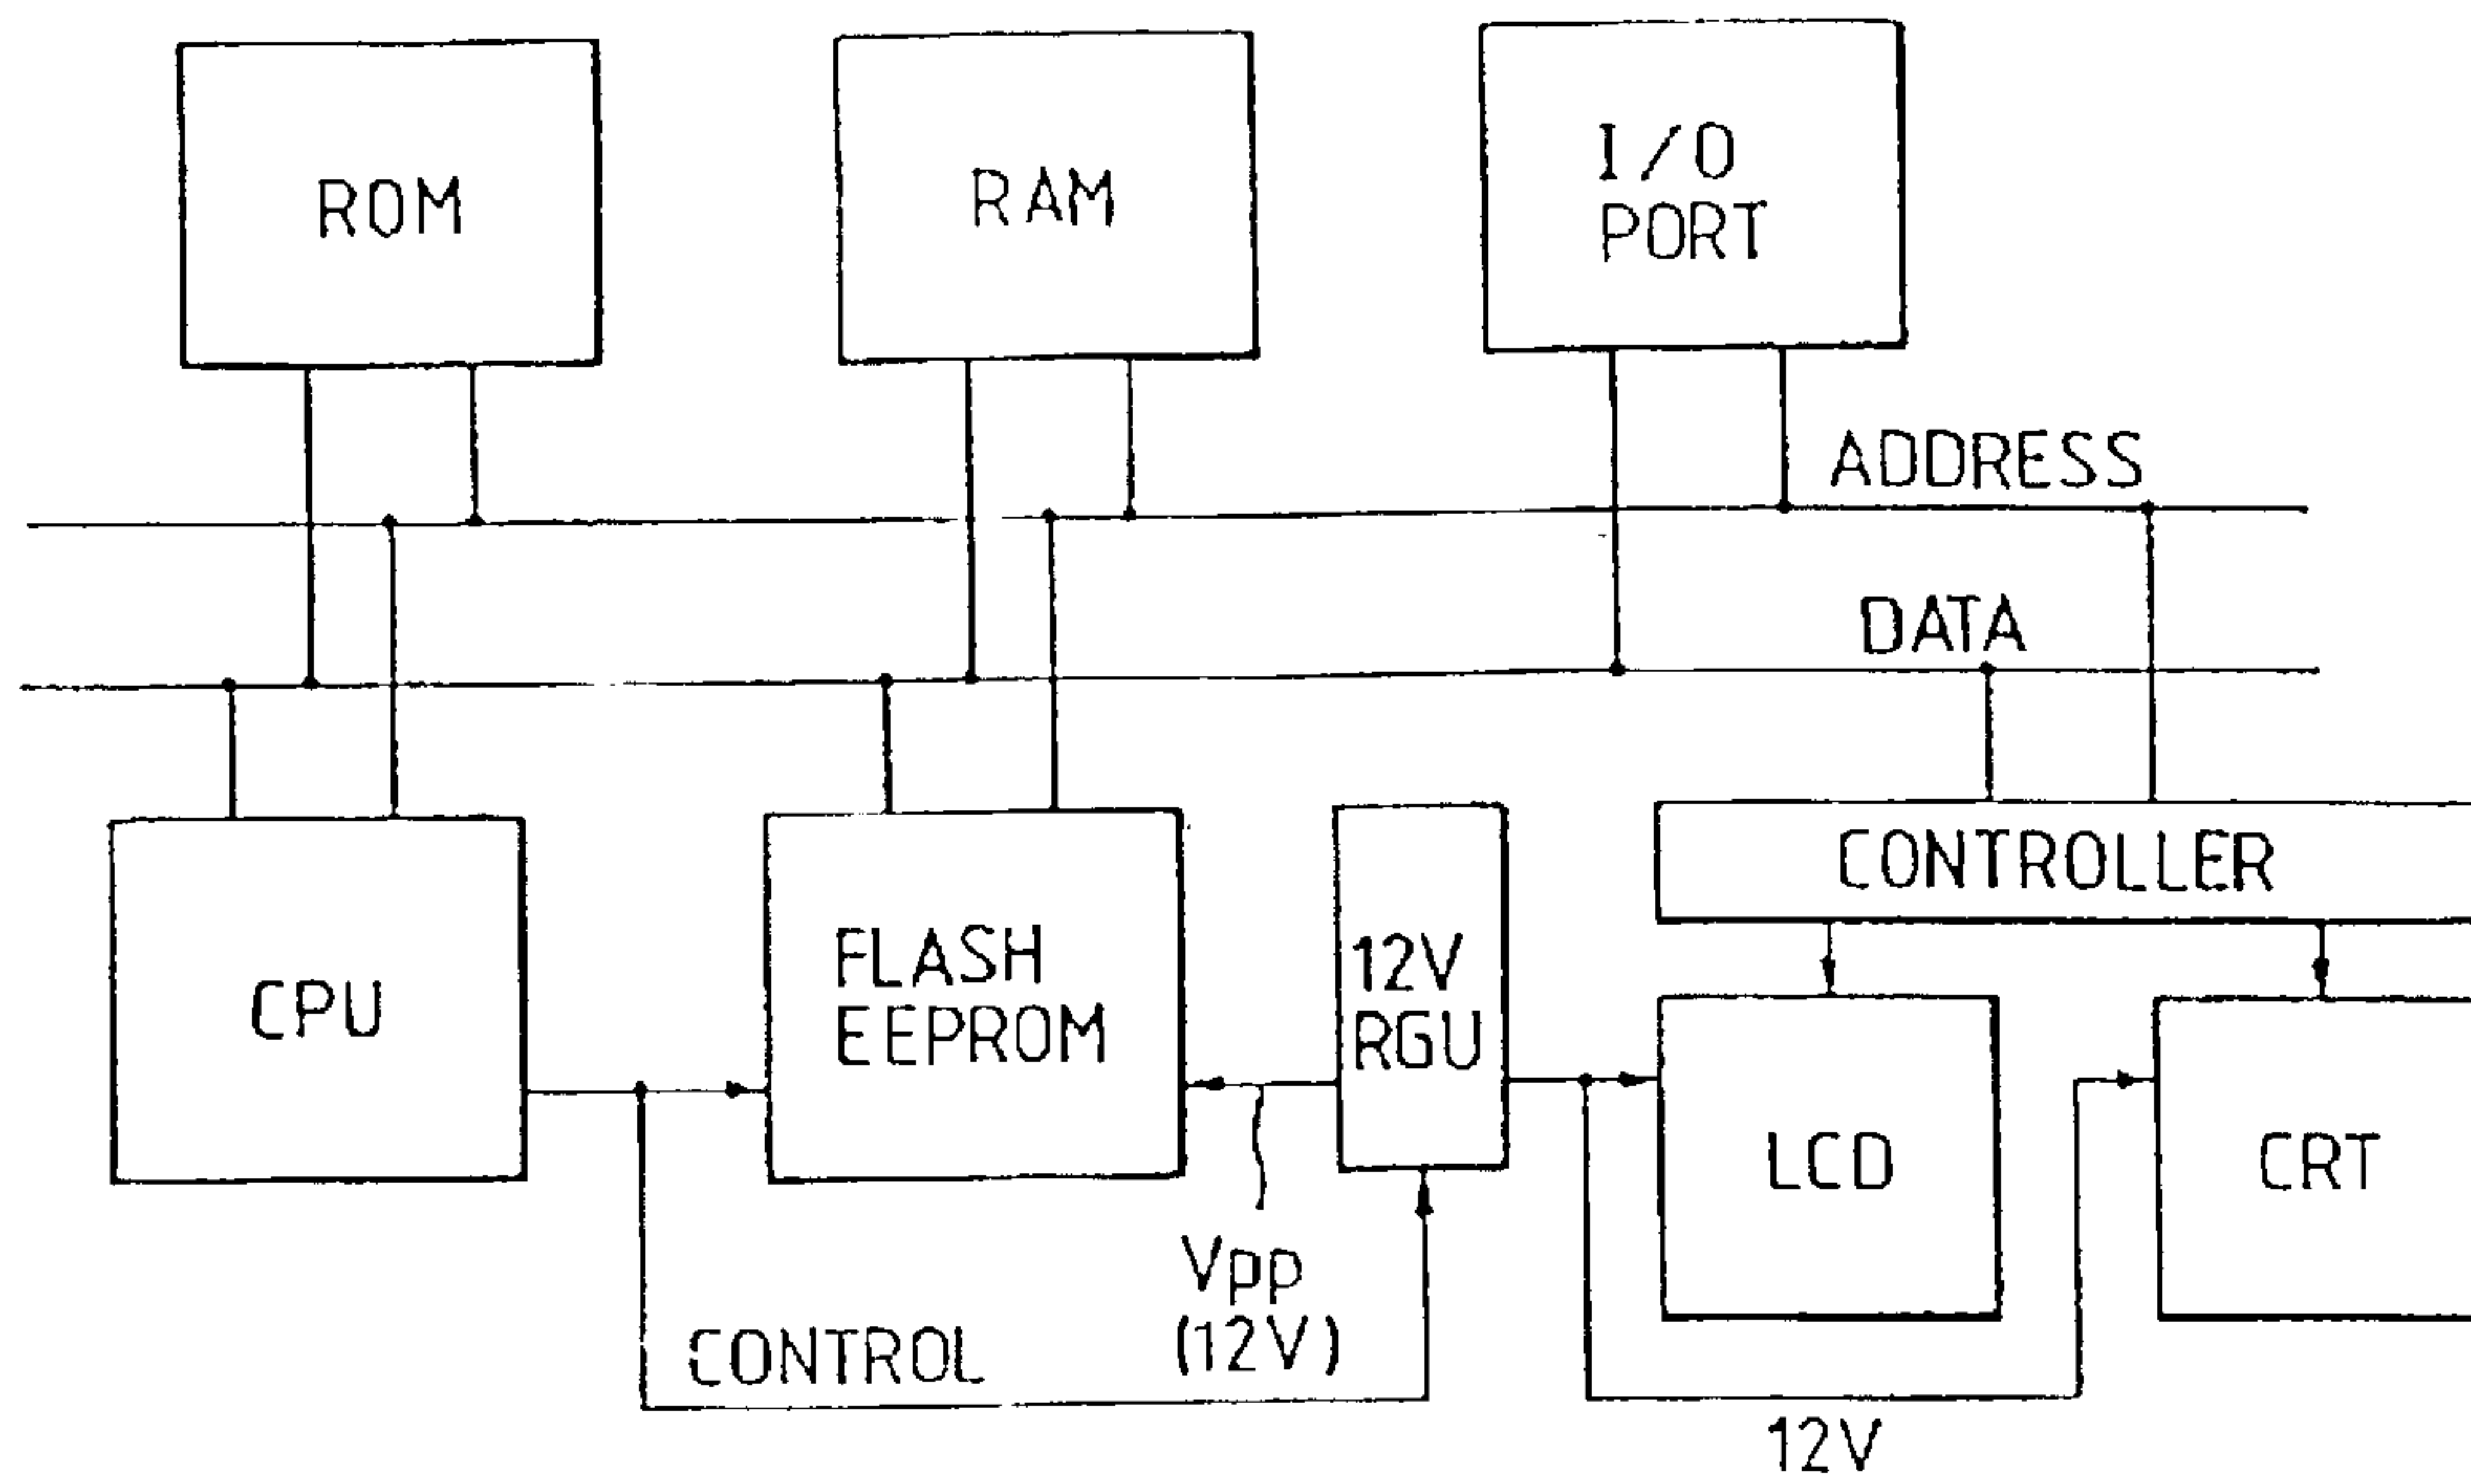 ROM
RAM
I/O
PORT
ADDRESS
DATA
CONTROLLER
CPU
FLASH
EEPROM
12V
RGU
LCD
CRT
Vpp
(12V)
CONTROL
12V